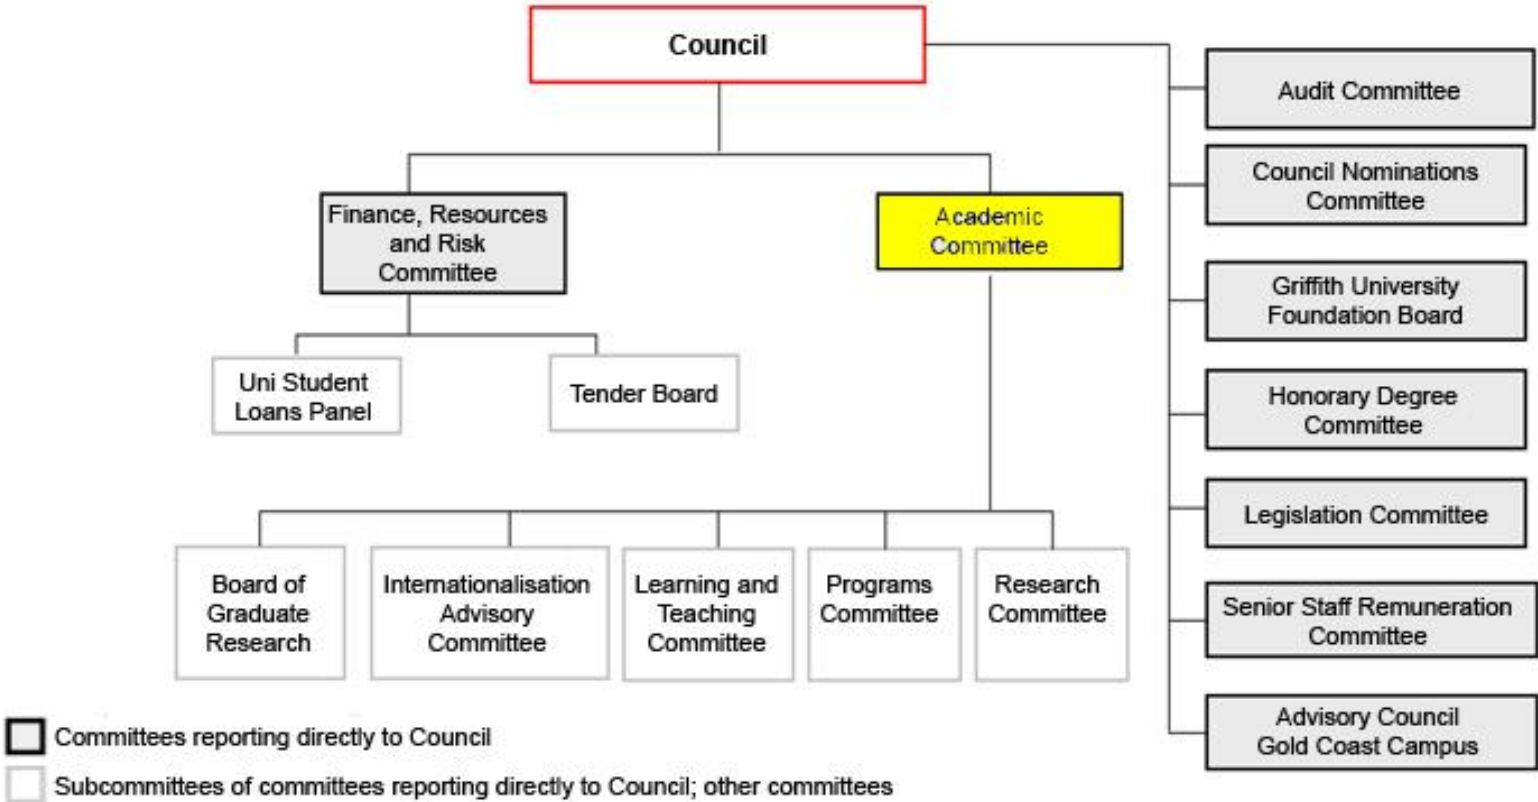 Council
Audit Committee
Council Nominations
Committee
Griffith University
Foundation Board
Honorary Degree
Committee
Legislation Committee
Senior Staff Remuneration
Committee
Advisory Council
Gold Coast Campus
Finance, Resources
and Risk
Committee
Academic
Committee
Uni Student
Loans Panel
Tender Board
Board of
Graduate
Research
Internationalisation
Advisory
Committee
Learning and
Teaching
Committee
Programs
Committee
Research
Committee
Committees reporting directly to Council
Subcommittees of committees reporting directly to Council; other committees